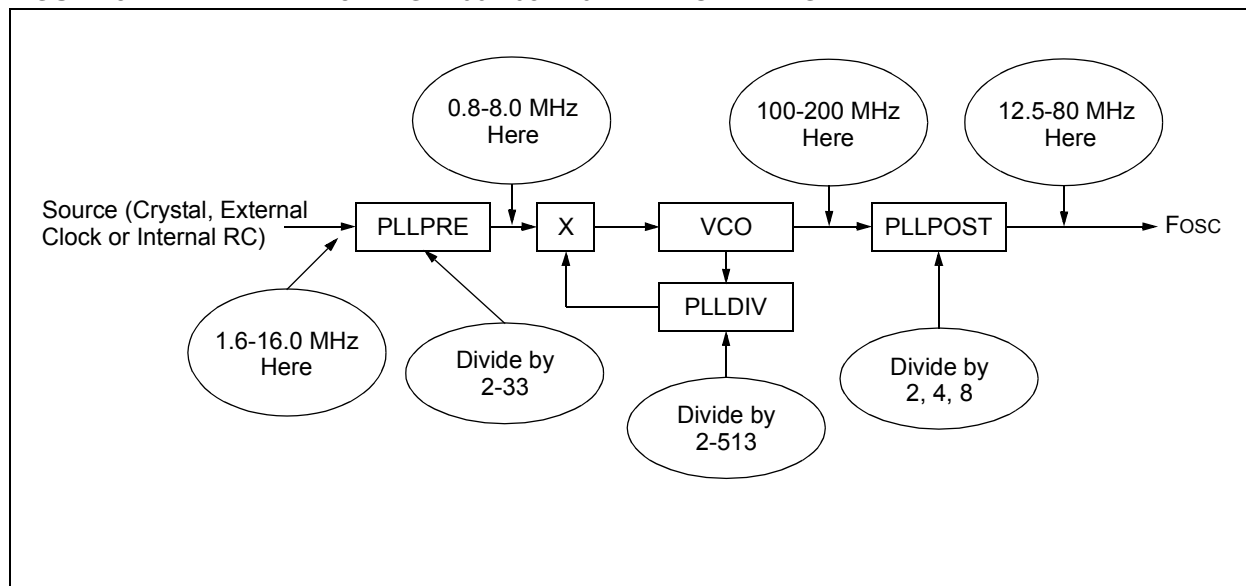 0.8-8.0 MHz
Here
100-200 MHz
Here
12.5-80 MHz
Here
Source (Crystal, External
Clock or Internal RC)
PLLPRE
X
VCO
PLLPOST
FOSC
PLLDIV
1.6-16.0 MHz
Here
Divide by
2-33
Divide by
2-513
Divide by
2, 4, 8